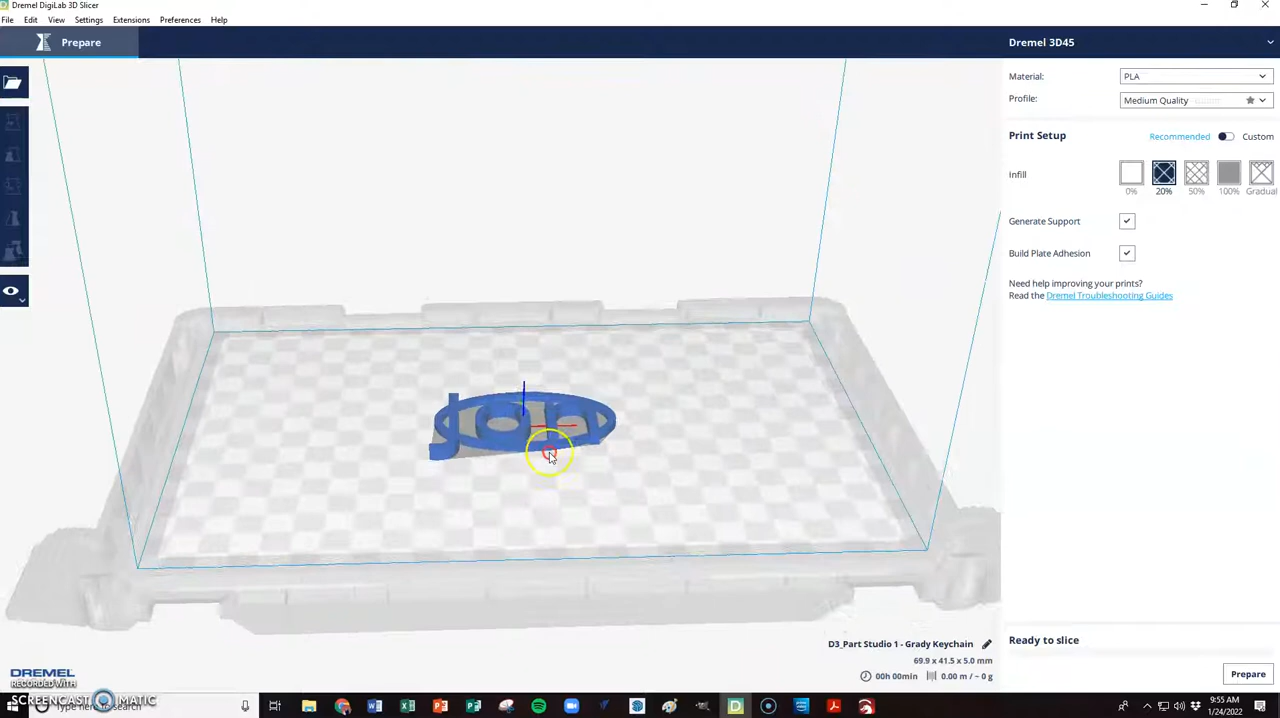 Dremel DigiLab 3D Slicer
File Edit View Settings Extensions Preferences Help
Prepare
Dremel 3D45
Material: PLA
Profile: Medium Quality
Print Setup Recommended Custom
Infill
0% 20% 50% 100% Gradual
Generate Support
Build Plate Adhesion
Need help improving your prints?
Read the Dremel Troubleshooting Guides
D3_Part Studio 1 - Grady Keychain
69.9 x 41.5 x 5.0 mm
00h 00min 0.00 m / ~ 0 g
Ready to slice
Prepare
DREMEL
RECORDED WITH
SCREENCAST MATIC
Type here to search
9:55 AM
1/24/2022